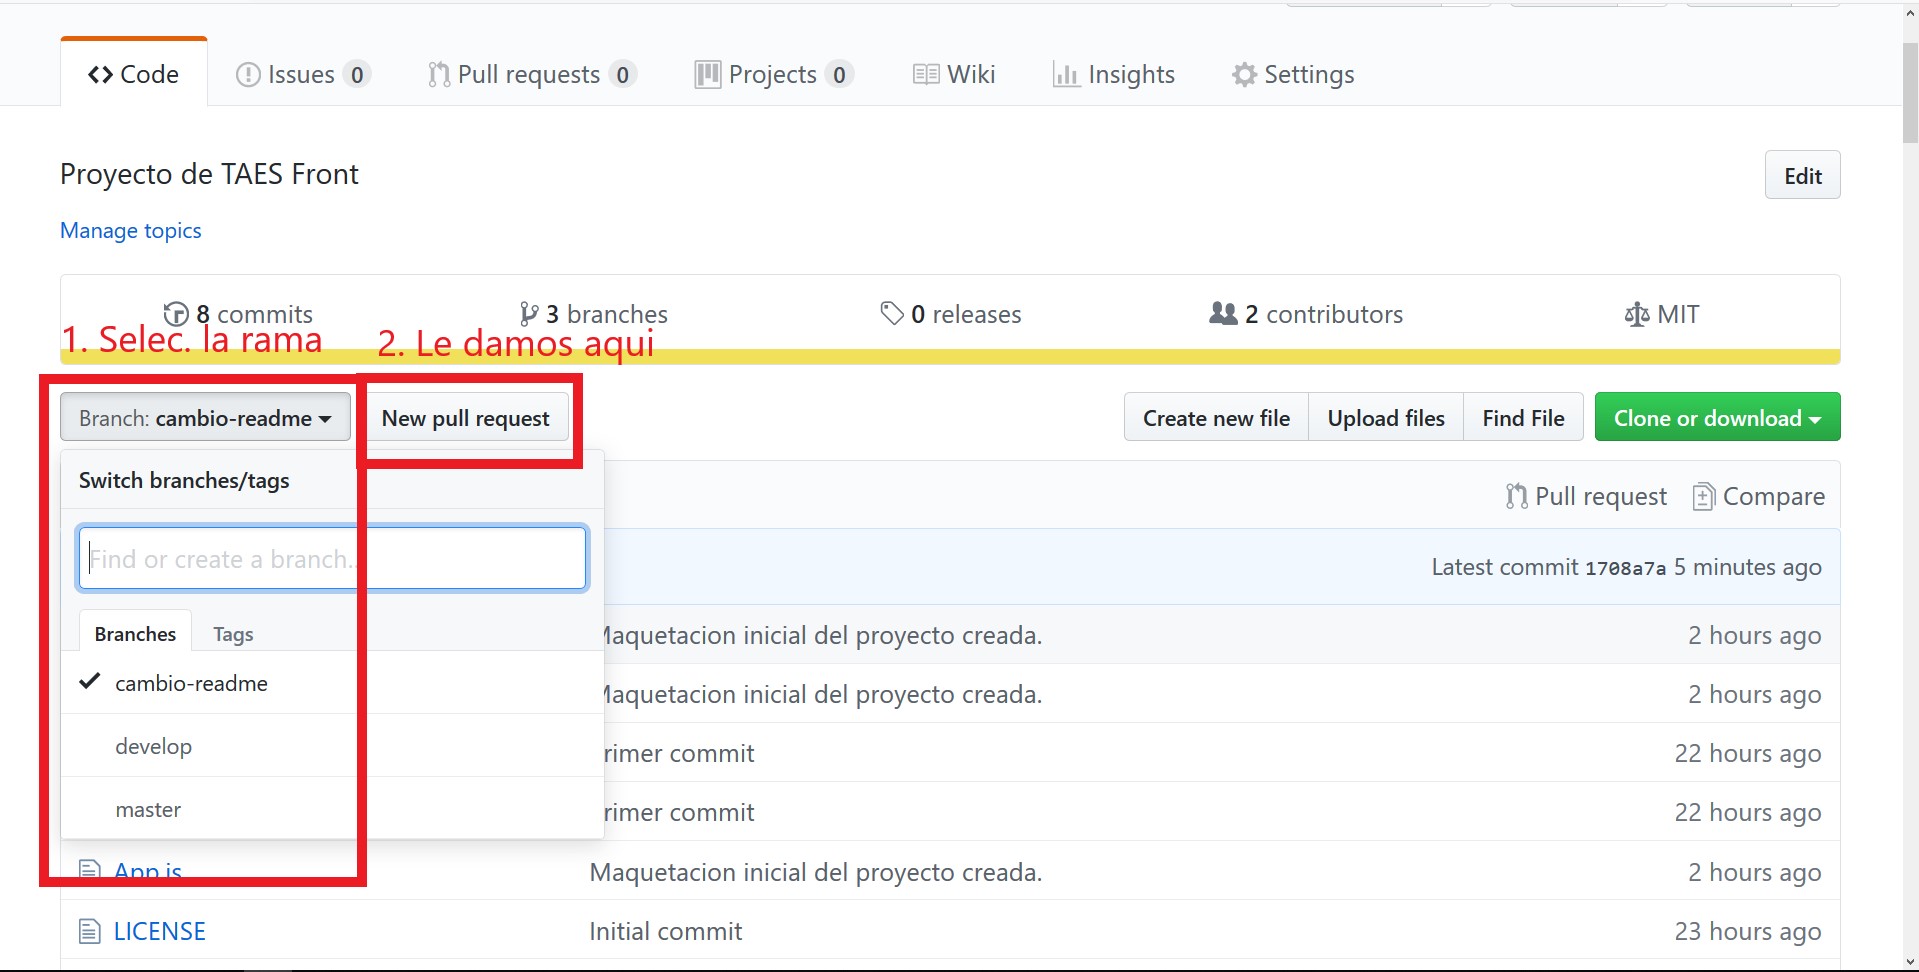 Code Issues 0 Pull requests 0 Projects 0 Wiki Insights Settings
Proyecto de TAES Front
Edit
Manage topics
8 commits 3 branches 0 releases 2 contributors MIT
1. Selec. la rama 2. Le damos aqui
Branch: cambio-readme New pull request Create new file Upload files Find File Clone or download
Switch branches/tags
Pull request Compare
Find or create a branch...
Latest commit 1708a7a 5 minutes ago
Branches Tags
Maquetacion inicial del proyecto creada. 2 hours ago
cambio-readme
Maquetacion inicial del proyecto creada. 2 hours ago
develop
rimer commit 22 hours ago
master
rimer commit 22 hours ago
App.js Maquetacion inicial del proyecto creada. 2 hours ago
LICENSE Initial commit 23 hours ago